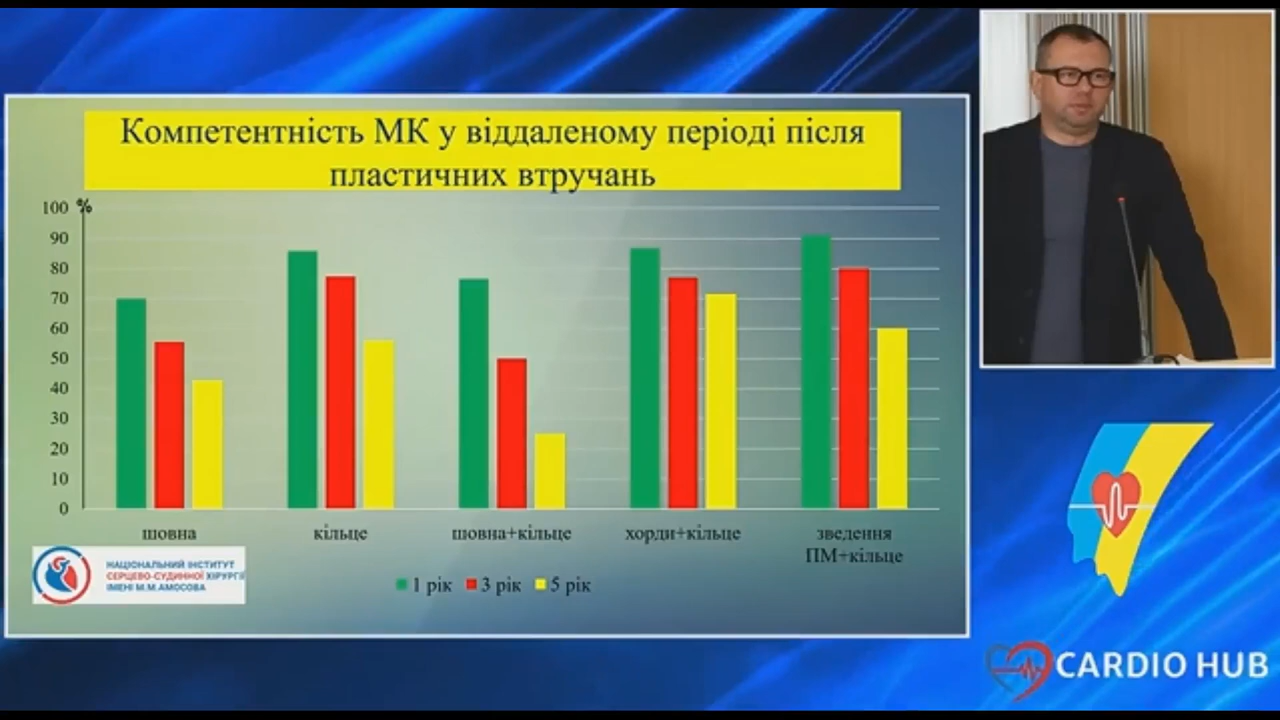 Компетентність МК у віддаленому періоді після
пластичних втручань
%
100
90
80
70
60
50
40
30
20
10
0
шовна
кільце
шовна+кільце
хорди+кільце
зведення
ПМ+кільце
1 рік
3 рік
5 рік
НАЦІОНАЛЬНИЙ ІНСТИТУТ
СЕРЦЕВО-СУДИННОЇ ХІРУРГІЇ
ІМЕНІ М.М.АМОСОВА
CARDIO HUB